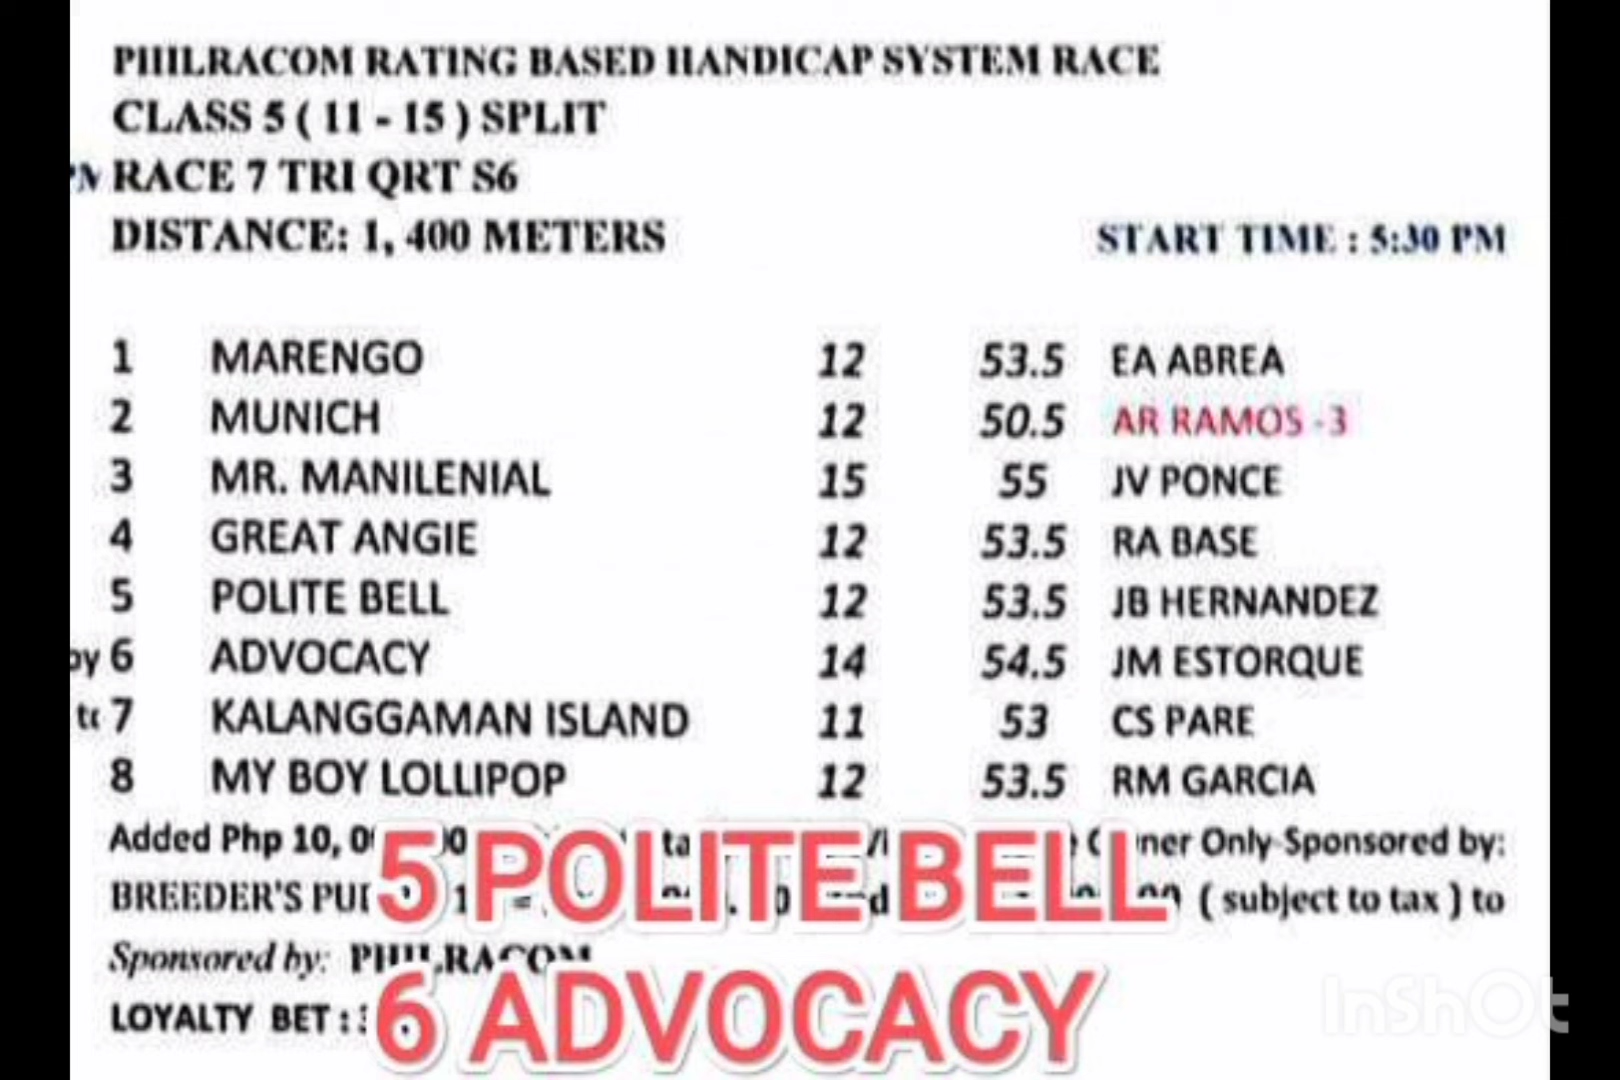 PHILRACOM RATING BASED HANDICAP SYSTEM RACE
CLASS 5 ( 11 - 15 ) SPLIT
PM RACE 7 TRI QRT S6
DISTANCE: 1, 400 METERS START TIME : 5:30 PM
1 MARENGO 12 53.5 EA ABREA
2 MUNICH 12 50.5 AR RAMOS -3
3 MR. MANILENIAL 15 55 JV PONCE
4 GREAT ANGIE 12 53.5 RA BASE
5 POLITE BELL 12 53.5 JB HERNANDEZ
by 6 ADVOCACY 14 54.5 JM ESTORQUE
7 KALANGGAMAN ISLAND 11 53 CS PARE
8 MY BOY LOLLIPOP 12 53.5 RM GARCIA
Added Php 10, Only Sponsored by:
BREEDER'S ( subject to tax ) to
5 POLITE BELL
Sponsored by: PHILRACOM
LOYALTY BET :
6 ADVOCACY
InShOt